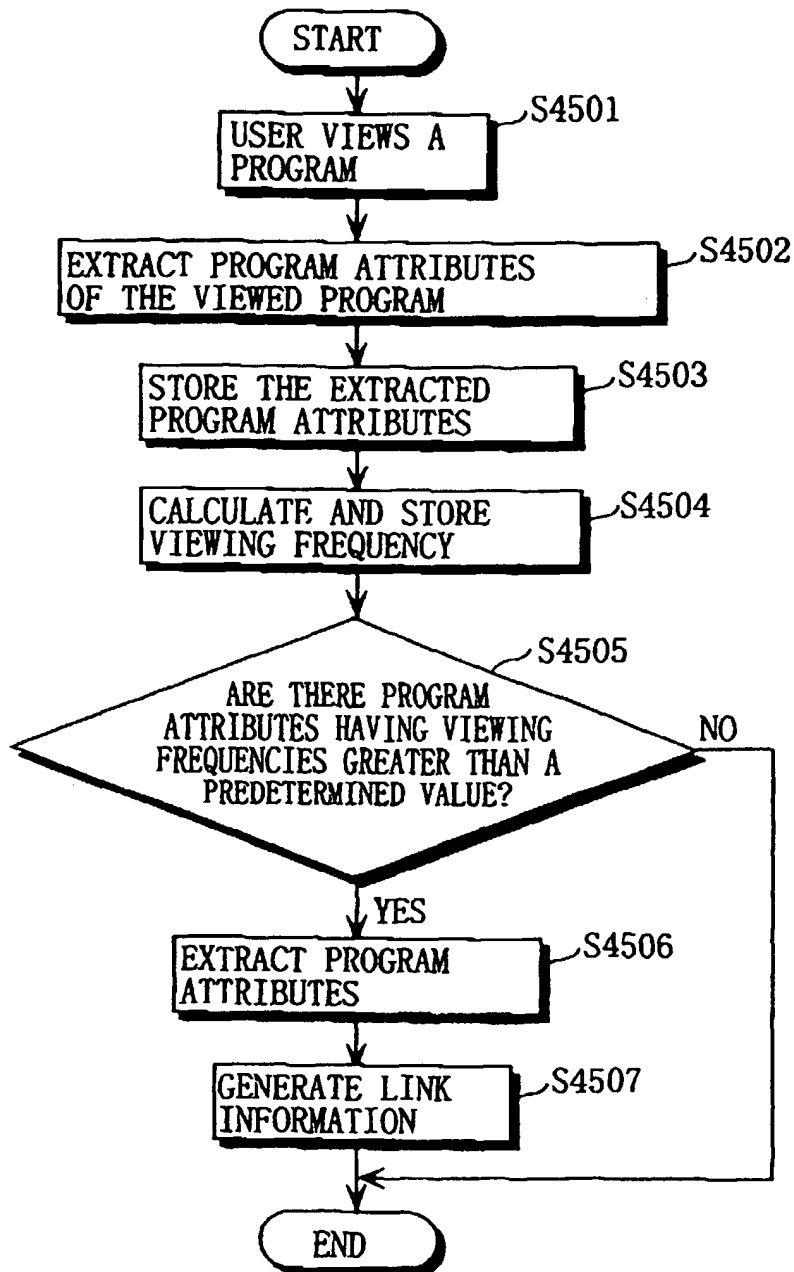 START
USER VIEWS A
PROGRAM
S4501
EXTRACT PROGRAM ATTRIBUTES
OF THE VIEWED PROGRAM
S4502
STORE THE EXTRACTED
PROGRAM ATTRIBUTES
S4503
CALCULATE AND STORE
VIEWING FREQUENCY
S4504
ARE THERE PROGRAM
ATTRIBUTES HAVING VIEWING
FREQUENCIES GREATER THAN A
PREDETERMINED VALUE?
S4505
NO
YES
EXTRACT PROGRAM
ATTRIBUTES
S4506
GENERATE LINK
INFORMATION
S4507
END